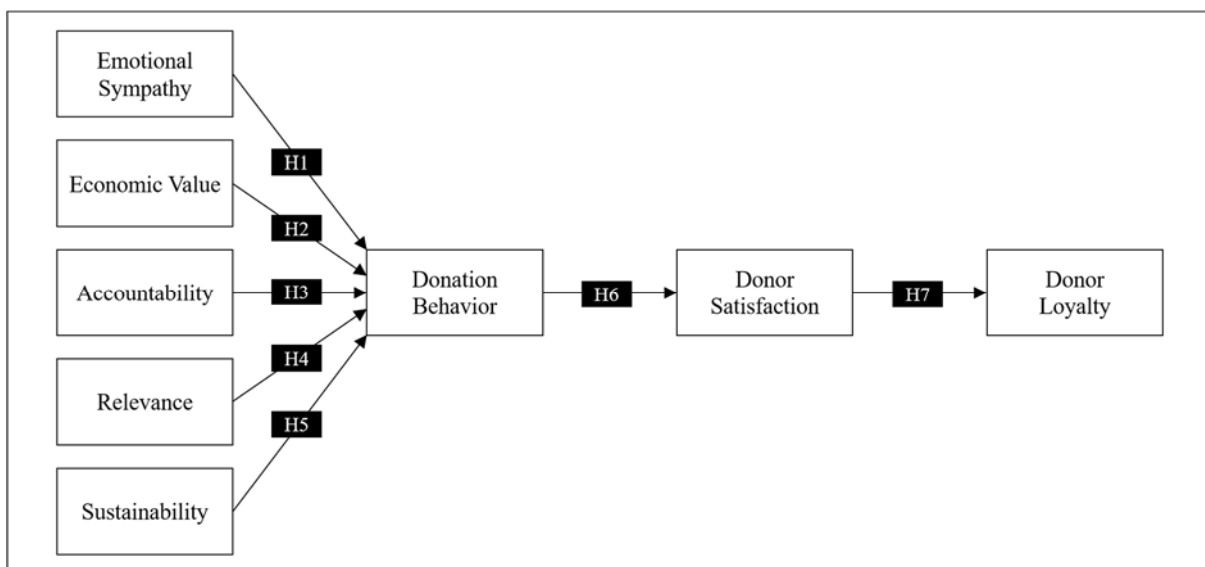 Emotional
Sympathy
H1
Economic Value
H2
Accountability
H3
Donation
Behavior
H6
Donor
Satisfaction
H7
Donor
Loyalty
H4
Relevance
H5
Sustainability